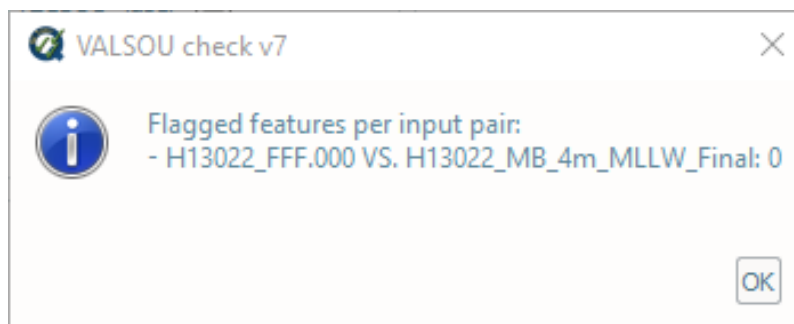 VALSOU check v7
Flagged features per input pair:
- H13022_FFF.000 VS. H13022_MB_4m_MLLW_Final: 0
OK